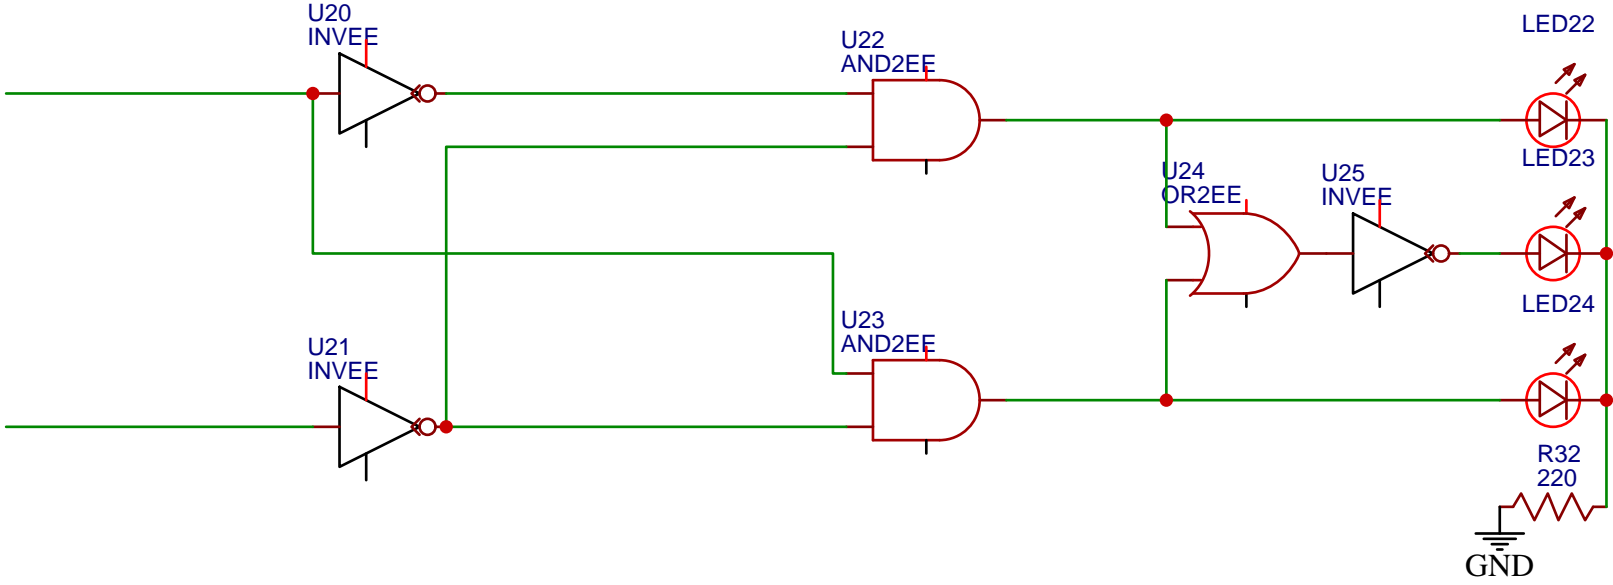 U20
INVEE
U22
AND2EE
LED22
LED23
U24
OR2EE
U25
INVEE
LED24
U23
AND2EE
U21
INVEE
R32
220
GND